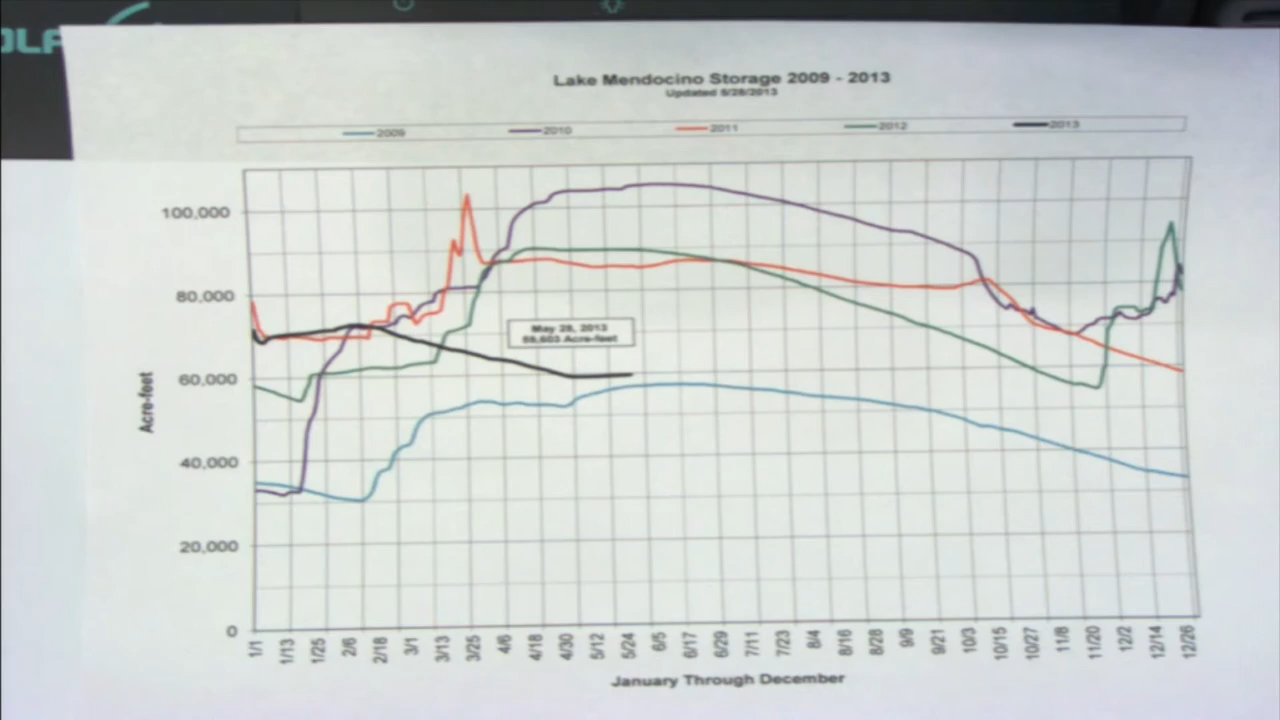 Lake Mendocino Storage 2009 - 2013
Updated 5/28/2013
2009 2010 2011 2012 2013
100,000
80,000
May 28, 2013
Acre-feet
60,000
Acre-feet
40,000
20,000
0
1/1 1/13 1/25 2/6 2/18 3/1 3/13 3/25 4/6 4/18 4/30 5/12 5/24 6/5 6/17 6/29 7/11 7/23 8/4 8/16 8/28 9/9 9/21 10/3 10/15 10/27 11/8 11/20 12/2 12/14 12/26
January Through December